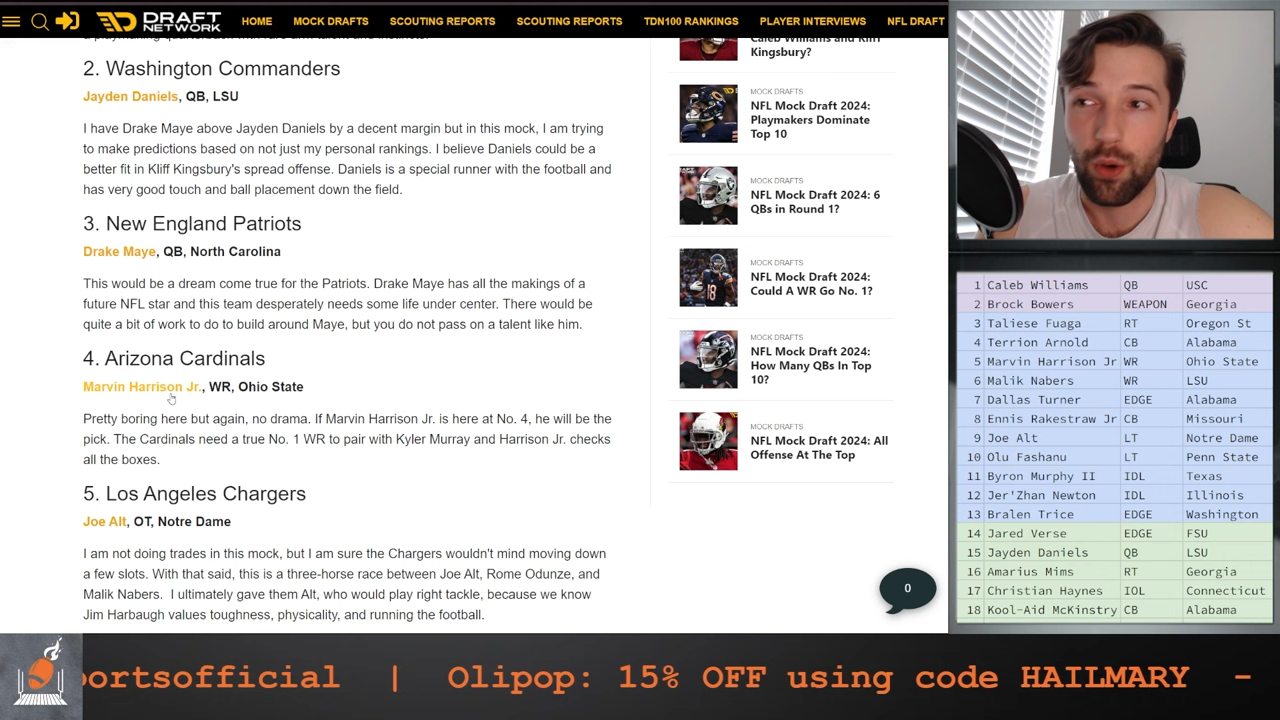 DRAFT
NETWORK
HOME
MOCK DRAFTS
SCOUTING REPORTS
SCOUTING REPORTS
TDN100 RANKINGS
PLAYER INTERVIEWS
NFL DRAFT
2. Washington Commanders
Jayden Daniels, QB, LSU
I have Drake Maye above Jayden Daniels by a decent margin but in this mock, I am trying
to make predictions based on not just my personal rankings. I believe Daniels could be a
better fit in Kliff Kingsbury's spread offense. Daniels is a special runner with the football and
has very good touch and ball placement down the field.
3. New England Patriots
Drake Maye, QB, North Carolina
This would be a dream come true for the Patriots. Drake Maye has all the makings of a
future NFL star and this team desperately needs some life under center. There would be
quite a bit of work to do to build around Maye, but you do not pass on a talent like him.
4. Arizona Cardinals
Marvin Harrison Jr., WR, Ohio State
Pretty boring here but again, no drama. If Marvin Harrison Jr. is here at No. 4, he will be the
pick. The Cardinals need a true No. 1 WR to pair with Kyler Murray and Harrison Jr. checks
all the boxes.
5. Los Angeles Chargers
Joe Alt, OT, Notre Dame
I am not doing trades in this mock, but I am sure the Chargers wouldn't mind moving down
a few slots. With that said, this is a three-horse race between Joe Alt, Rome Odunze, and
Malik Nabers. I ultimately gave them Alt, who would play right tackle, because we know
Jim Harbaugh values toughness, physicality, and running the football.
Caleb Williams and Kliff
Kingsbury?
MOCK DRAFTS
NFL Mock Draft 2024:
Playmakers Dominate
Top 10
MOCK DRAFTS
NFL Mock Draft 2024: 6
QBs in Round 1?
MOCK DRAFTS
NFL Mock Draft 2024:
Could A WR Go No. 1?
MOCK DRAFTS
NFL Mock Draft 2024:
How Many QBs In Top
10?
MOCK DRAFTS
NFL Mock Draft 2024: All
Offense At The Top
0
1 Caleb Williams QB USC
2 Brock Bowers WEAPON Georgia
3 Taliese Fuaga RT Oregon St
4 Terrion Arnold CB Alabama
5 Marvin Harrison Jr WR Ohio State
6 Malik Nabers WR LSU
7 Dallas Turner EDGE Alabama
8 Ennis Rakestraw Jr CB Missouri
9 Joe Alt LT Notre Dame
10 Olu Fashanu LT Penn State
11 Byron Murphy II IDL Texas
12 Jer'Zhan Newton IDL Illinois
13 Bralen Trice EDGE Washington
14 Jared Verse EDGE FSU
15 Jayden Daniels QB LSU
16 Amarius Mims RT Georgia
17 Christian Haynes IOL Connecticut
18 Kool-Aid McKinstry CB Alabama
portsofficial | Olipop: 15% OFF using code HAILMARY -